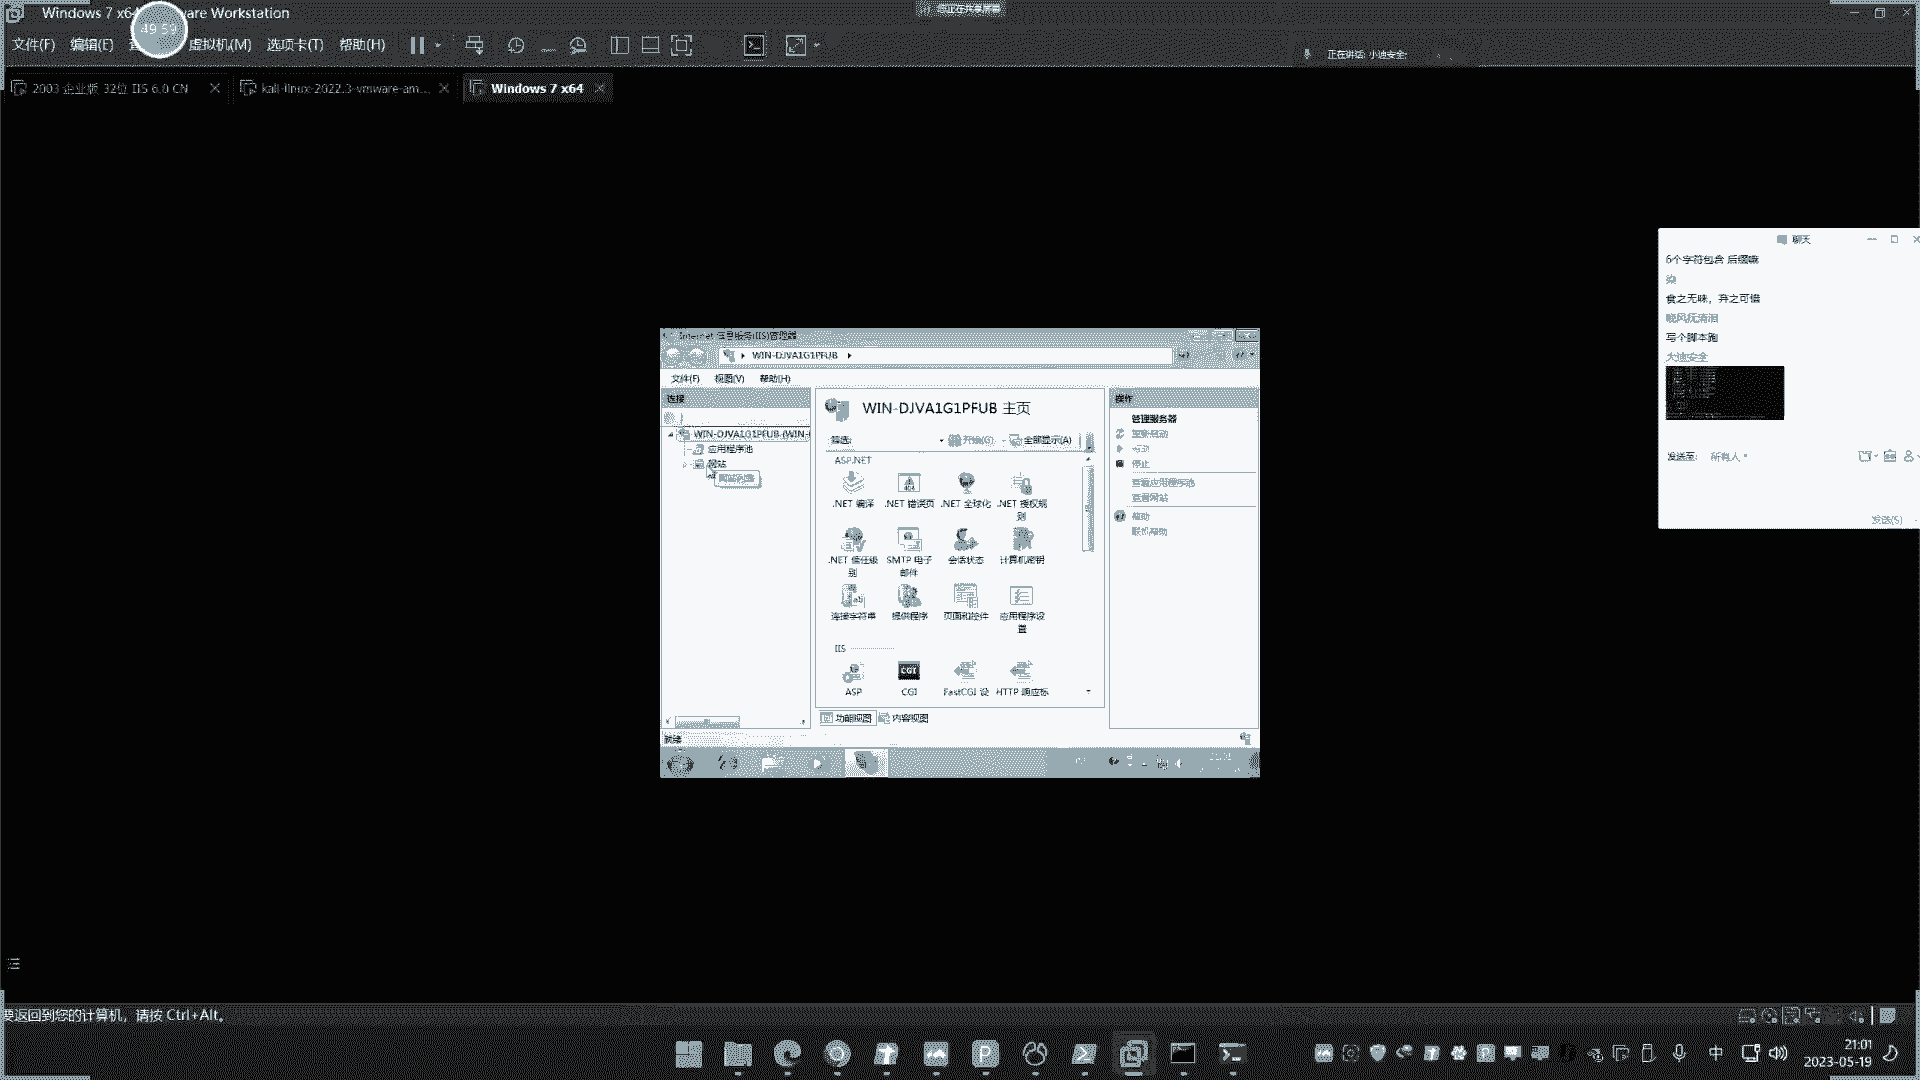 Windows 7 x64
ware Workstation
49:59
您正在共享屏幕
文件(F) 编辑(E) 虚拟机(M) 选项卡(T) 帮助(H)
正在讲话: 小迪安全:
2003 企业版 32位 IIS 6.0 CN
kali-linux-2022.3-vmware-am...
Windows 7 x64
聊天
6个字符包含 后缀嘛
染
食之无味，弃之可惜
写个脚本跑
大迪安全
发送至: 所有人
发送(S)
Internet 信息服务(IIS)管理器
WIN-DJVA1G1PFUB
文件(F) 视图(V) 帮助(H)
连接
WIN-DJVA1G1PFUB (WIN-
应用程序池
网站
WIN-DJVA1G1PFUB 主页
筛选:
开始(G)
全部显示(A)
ASP.NET
.NET 编译
.NET 错误页
.NET 全球化
.NET 授权规则
.NET 信任级别
SMTP 电子邮件
会话状态
计算机密钥
连接字符串
提供程序
页面和控件
应用程序设置
IIS
ASP
CGI
FastCGI 设
HTTP 响应标
功能视图
内容视图
操作
管理服务器
重新启动
启动
停止
查看应用程序池
查看网站
帮助
联机帮助
就绪
要返回到您的计算机，请按 Ctrl+Alt。
中
21:01
2023-05-19